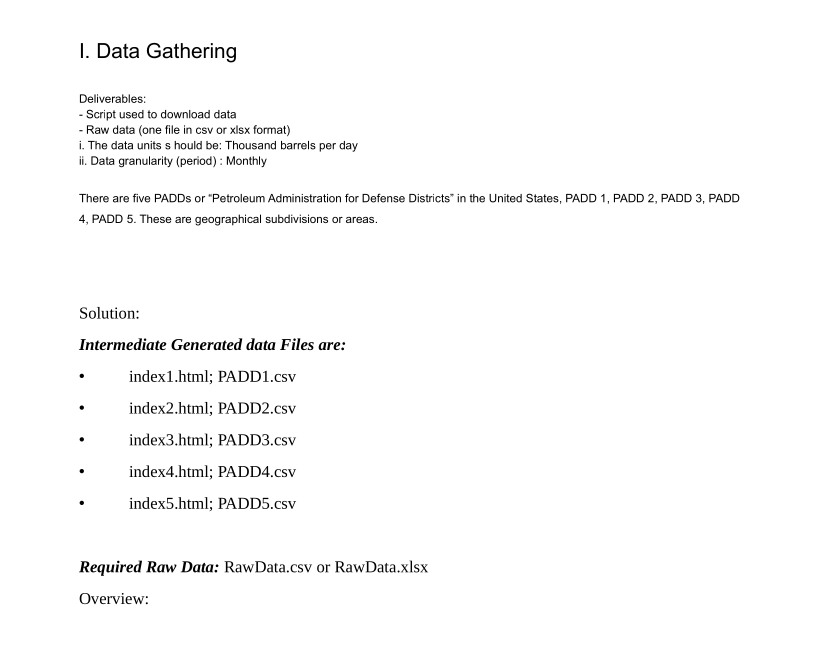 I. Data Gathering
Deliverables:
- Script used to download data
- Raw data (one file in csv or xlsx format)
i. The data units s hould be: Thousand barrels per day
ii. Data granularity (period) : Monthly
There are five PADDs or “Petroleum Administration for Defense Districts” in the United States, PADD 1, PADD 2, PADD 3, PADD
4, PADD 5. These are geographical subdivisions or areas.
Solution:
Intermediate Generated data Files are:
• index1.html; PADD1.csv
• index2.html; PADD2.csv
• index3.html; PADD3.csv
• index4.html; PADD4.csv
• index5.html; PADD5.csv
Required Raw Data: RawData.csv or RawData.xlsx
Overview: